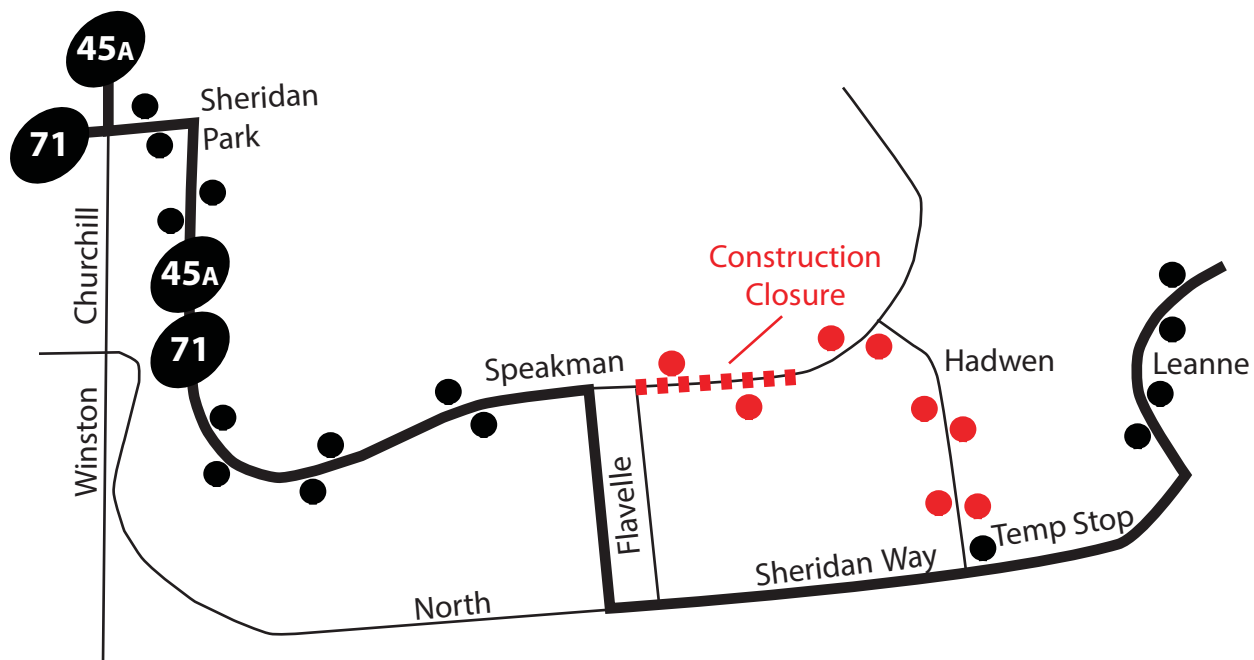 45A
71
Sheridan
Park
Churchill
Winston
45A
71
Speakman
Construction
Closure
Hadwen
Leanne
Flavelle
Temp Stop
Sheridan Way
North